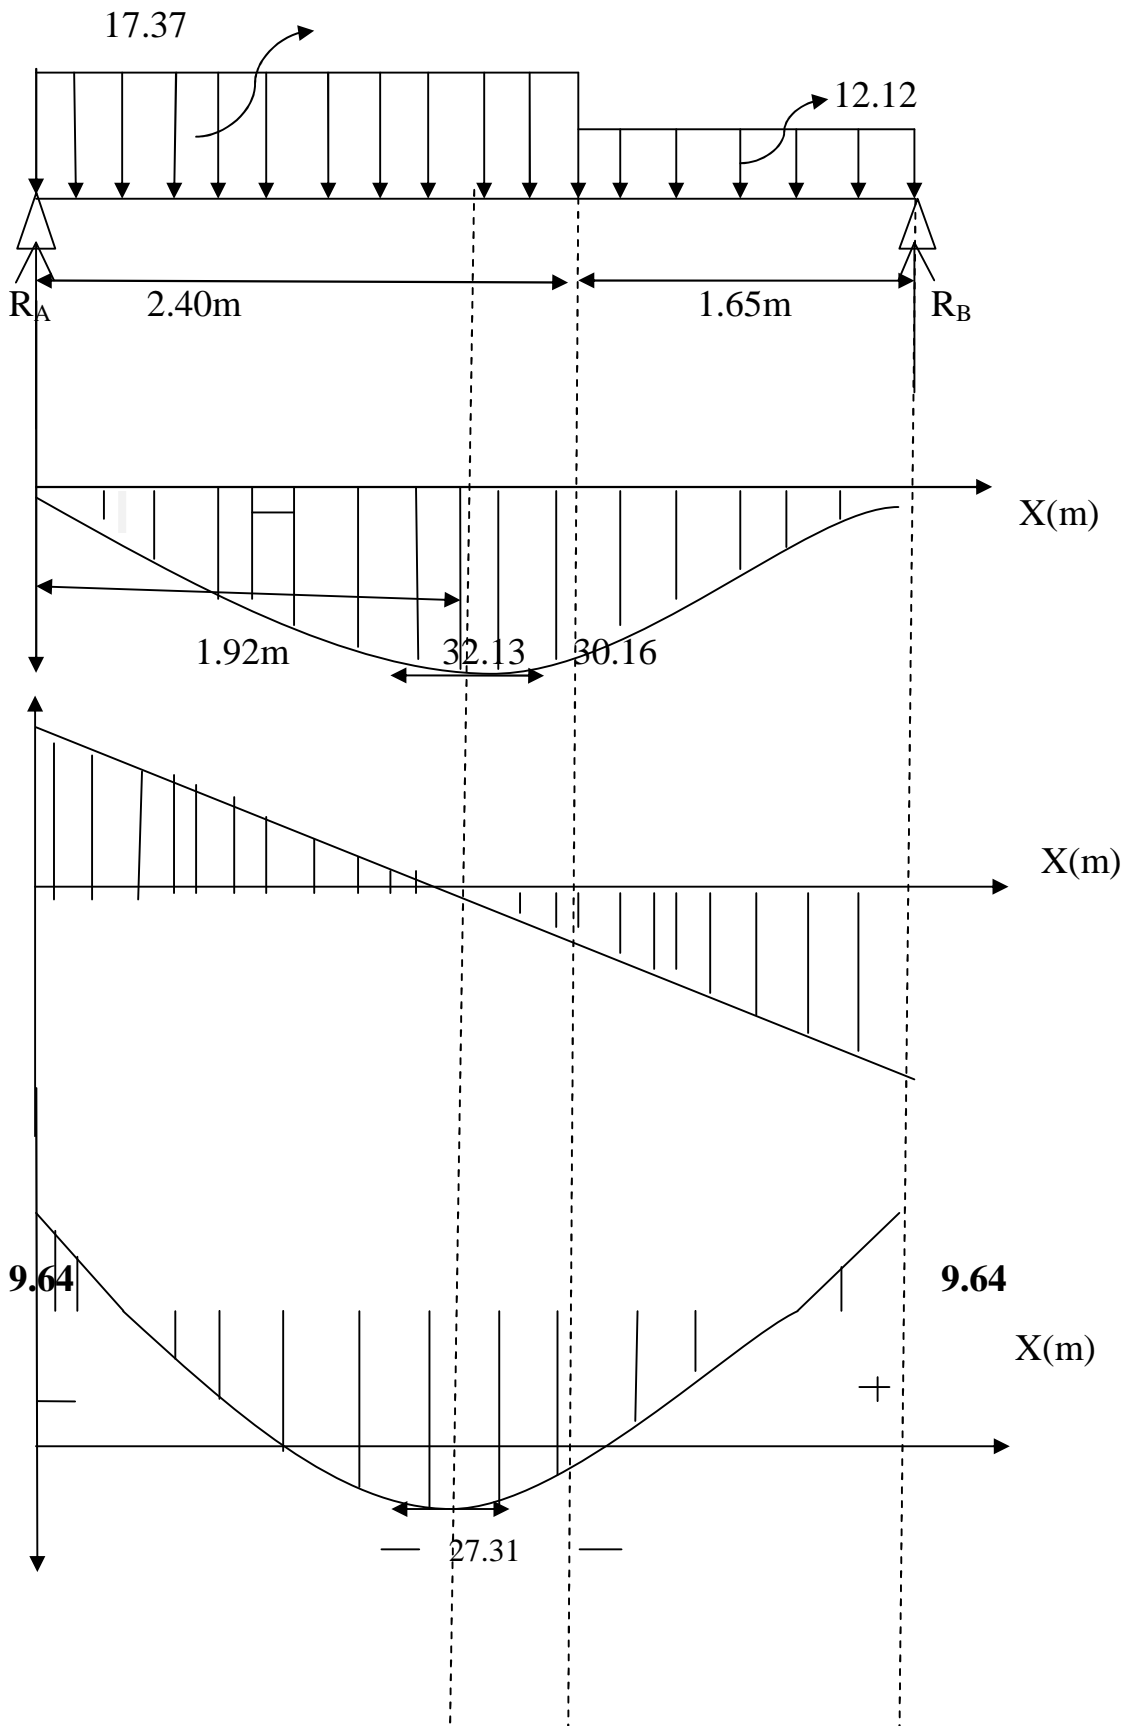 17.37
12.12
2.40m
1.65m
RA
RB
X(m)
1.92m
32.13
30.16
X(m)
9.64
9.64
X(m)
+
27.31